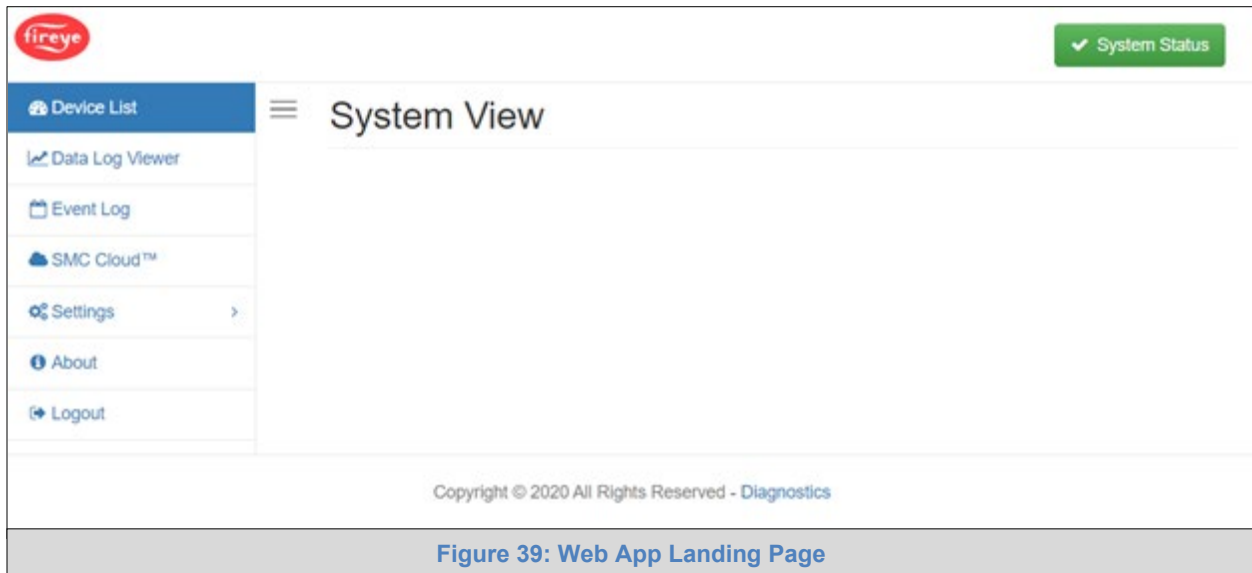 fireye
System Status
Device List
System View
Data Log Viewer
Event Log
SMC Cloud™
Settings
About
Logout
Copyright © 2020 All Rights Reserved - Diagnostics
Figure 39: Web App Landing Page